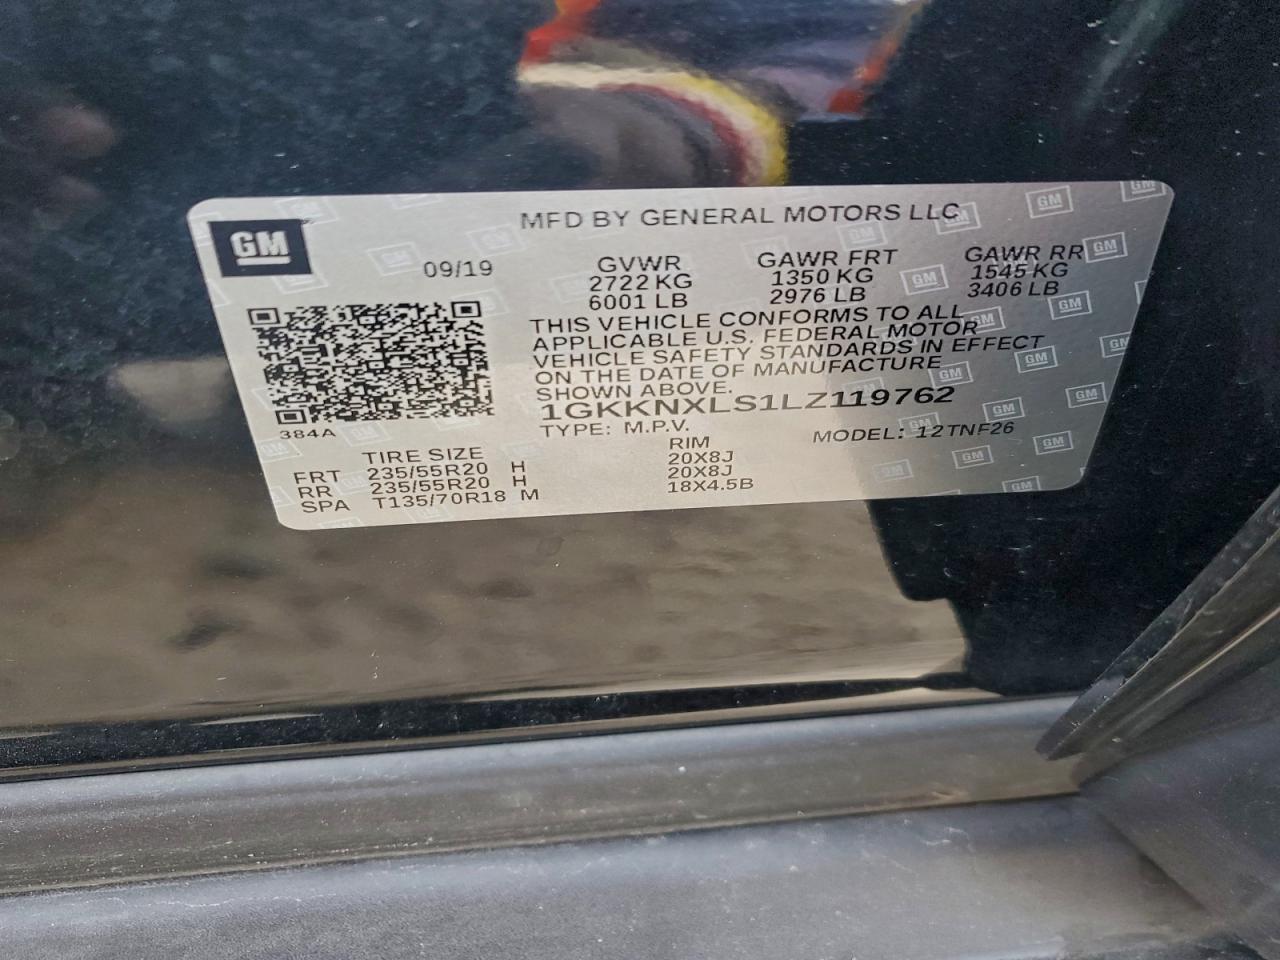 GM
MFD BY GENERAL MOTORS LLC
09/19
GVWR GAWR FRT GAWR RR
2722 KG 1350 KG 1545 KG
6001 LB 2976 LB 3406 LB
THIS VEHICLE CONFORMS TO ALL
APPLICABLE U.S. FEDERAL MOTOR
VEHICLE SAFETY STANDARDS IN EFFECT
ON THE DATE OF MANUFACTURE
SHOWN ABOVE.
1GKKNXLS1LZ119762
384A
TYPE: M.P.V. MODEL: 12TNF26
TIRE SIZE RIM
FRT 235/55R20 H 20X8J
RR 235/55R20 H 20X8J
SPA T135/70R18 M 18X4.5B